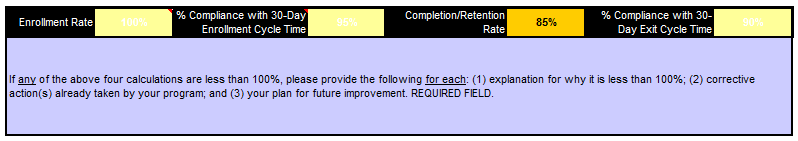 Enrollment Rate 100%
% Compliance with 30-Day
Enrollment Cycle Time
Completion/Retention
Rate 85%
% Compliance with 30-
Day Exit Cycle Time
If any of the above four calculations are less than 100%, please provide the following for each: (1) explanation for why it is less than 100%; (2) corrective
action(s) already taken by your program; and (3) your plan for future improvement. REQUIRED FIELD.